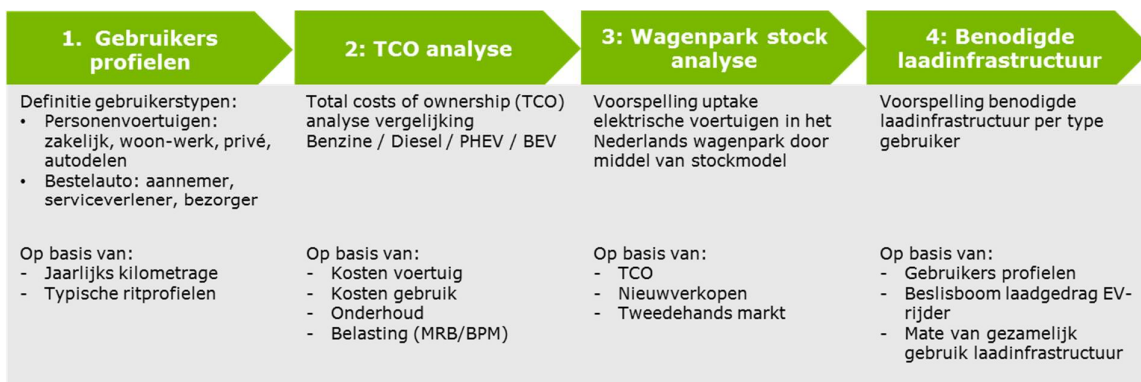 1. Gebruikers
profielen
Definitie gebruikerstypen:
• Personenvoertuigen:
zakelijk, woon-werk, privé,
autodelen
• Bestelauto: aannemer,
serviceverlener, bezorger
Op basis van:
- Jaarlijks kilometrage
- Typische ritprofielen
2: TCO analyse
Total costs of ownership (TCO)
analyse vergelijking
Benzine / Diesel / PHEV / BEV
Op basis van:
- Kosten voertuig
- Kosten gebruik
- Onderhoud
- Belasting (MRB/BPM)
3: Wagenpark stock
analyse
Voorspelling uptake
elektrische voertuigen in het
Nederlands wagenpark door
middel van stockmodel
Op basis van:
- TCO
- Nieuwverkopen
- Tweedehands markt
4: Benodigde
laadinfrastructuur
Voorspelling benodigde
laadinfrastructuur per type
gebruiker
Op basis van:
- Gebruikers profielen
- Beslisboom laadgedrag EV-
rijder
- Mate van gezamelijk
gebruik laadinfrastructuur